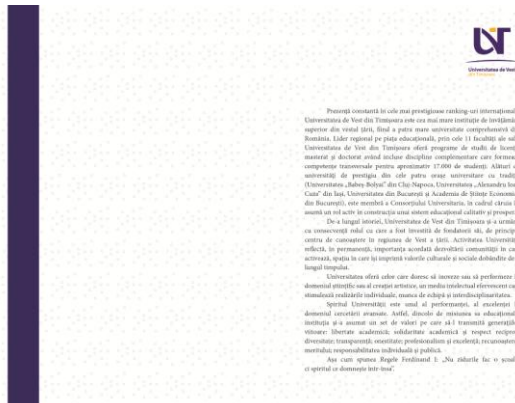 UVT
Universitatea de Vest
din Timișoara
Prezență constantă în cele mai prestigioase ranking-uri internațional
Universitatea de Vest din Timișoara este cea mai mare instituție de învățămân
superior din vestul țării, fiind a patra mare universitate comprehensivă di
România. Lider regional pe piața educațională, prin cele 11 facultăți ale sal
Universitatea de Vest din Timișoara oferă programe de studii de licenț
masterat și doctorat având incluse discipline complementare care formea
competențe transversale pentru aproximativ 17.000 de studenți. Alături
universități de prestigiu din cele patru orașe universitare cu tradiți
(Universitatea „Babeș-Bolyai” din Cluj-Napoca, Universitatea „Alexandru Ioa
Cuza” din Iași, Universitatea din București și Academia de Științe Economi
din București), este membră a Consorțiului Universitaria, în cadrul căruia î
asumă un rol activ în construcția unui sistem educațional calitativ și prosper.
De-a lungul istoriei, Universitatea de Vest din Timișoara și-a urmă
cu consecvență rolul cu care a fost investită de fondatorii săi, de princip
centru de cunoaștere în regiunea de Vest a țării. Activitatea Universităț
reflectă, în permanență, importanța acordată dezvoltării comunității în ca
activează, spațiu în care își imprimă valorile culturale și sociale dobândite de-
lungul timpului.
Universitatea oferă celor care doresc să inoveze sau să performeze
domeniul științific sau al creației artistice, un mediu intelectual efervescent ca
stimulează realizările individuale, munca de echipă și interdisciplinaritatea.
Spiritul Universității este unul al performanței, al excelenței
domeniul cercetării avansate. Astfel, dincolo de misiunea sa educațional
instituția și-a asumat un set de valori pe care să-l transmită generațiil
viitoare: libertate academică; solidaritate academică și respect recipro
diversitate; transparență; onestitate; profesionalism și excelență; recunoașter
meritului; responsabilitatea individuală și publică.
Așa cum spunea Regele Ferdinand I: „Nu zidurile fac o școal
ci spiritul ce domnește într-însa”.